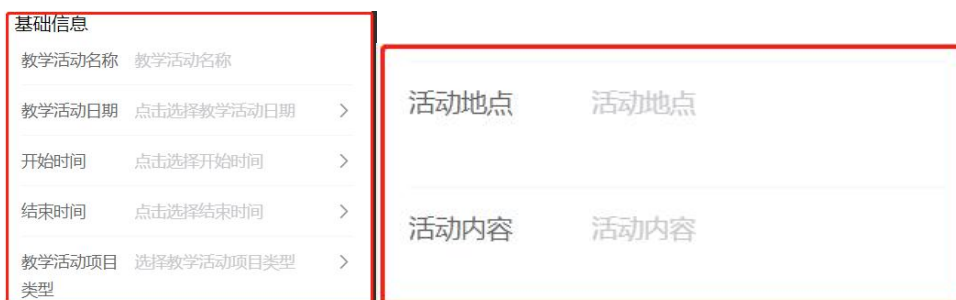 基础信息
教学活动名称 教学活动名称
教学活动日期 点击选择教学活动日期
开始时间 点击选择开始时间
结束时间 点击选择结束时间
教学活动项目 选择教学活动项目类型
类型
活动地点 活动地点
活动内容 活动内容